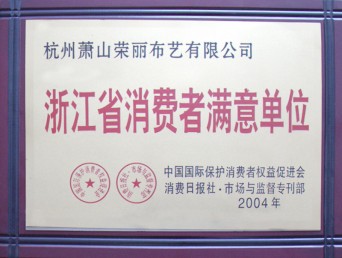 杭州萧山荣丽布艺有限公司
浙江省消费者满意单位
中国国际保护消费者权益促进会
消费日报社·市场与监督专刊部
2004年